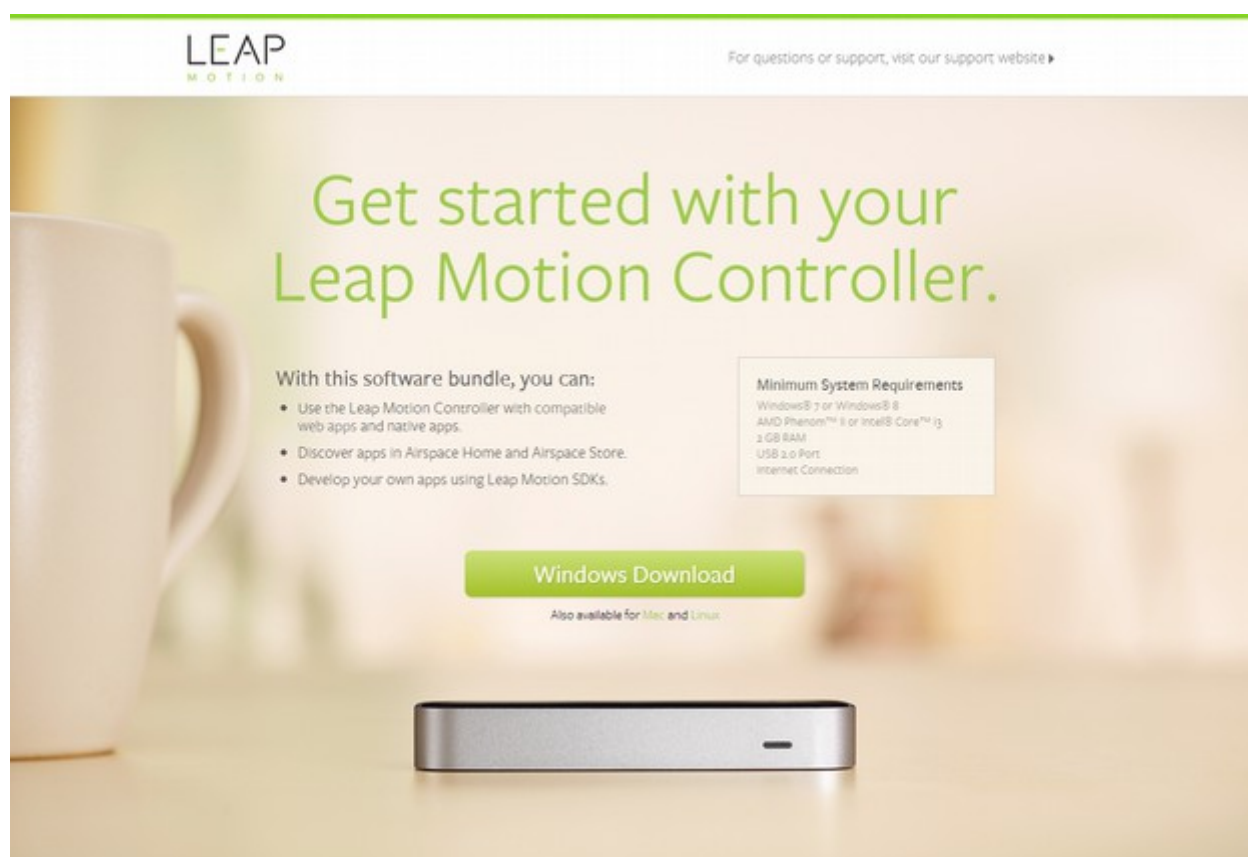 LEAP
MOTION
For questions or support, visit our support website
Get started with your
Leap Motion Controller.
With this software bundle, you can:
• Use the Leap Motion Controller with compatible
web apps and native apps.
• Discover apps in Airspace Home and Airspace Store.
• Develop your own apps using Leap Motion SDKs.
Minimum System Requirements
Windows® 7 or Windows® 8
AMD Phenom™ II or Intel® Core™ i3
2 GB RAM
USB 2.0 Port
Internet Connection
Windows Download
Also available for Mac and Linux